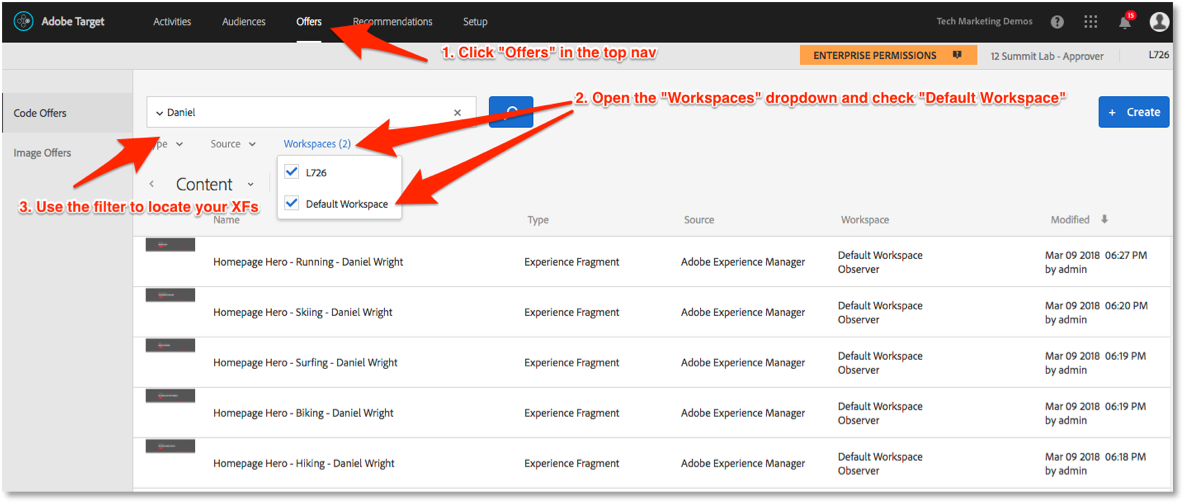 Adobe Target Activities Audiences Offers Recommendations Setup Tech Marketing Demos ? 15
1. Click "Offers" in the top nav
ENTERPRISE PERMISSIONS 12 Summit Lab - Approver L726
2. Open the "Workspaces" dropdown and check "Default Workspace"
Code Offers Daniel × + Create
Image Offers Source Workspaces (2)
L726
Content
3. Use the filter to locate your XFs Default Workspace
Name Type Source Workspace Modified
Homepage Hero - Running - Daniel Wright Experience Fragment Adobe Experience Manager Default Workspace Mar 09 2018 06:27 PM
Observer by admin
Homepage Hero - Skiing - Daniel Wright Experience Fragment Adobe Experience Manager Default Workspace Mar 09 2018 06:20 PM
Observer by admin
Homepage Hero - Surfing - Daniel Wright Experience Fragment Adobe Experience Manager Default Workspace Mar 09 2018 06:19 PM
Observer by admin
Homepage Hero - Biking - Daniel Wright Experience Fragment Adobe Experience Manager Default Workspace Mar 09 2018 06:19 PM
Observer by admin
Homepage Hero - Hiking - Daniel Wright Experience Fragment Adobe Experience Manager Default Workspace Mar 09 2018 06:18 PM
Observer by admin